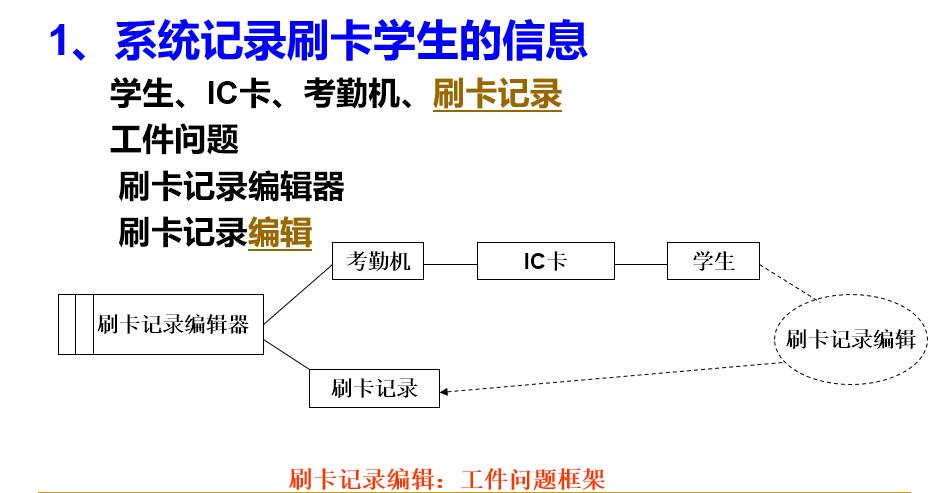 1、系统记录刷卡学生的信息
学生、IC卡、考勤机、刷卡记录
工件问题
刷卡记录编辑器
刷卡记录编辑
考勤机
IC卡
学生
刷卡记录编辑器
刷卡记录编辑
刷卡记录
刷卡记录编辑：工件问题框架